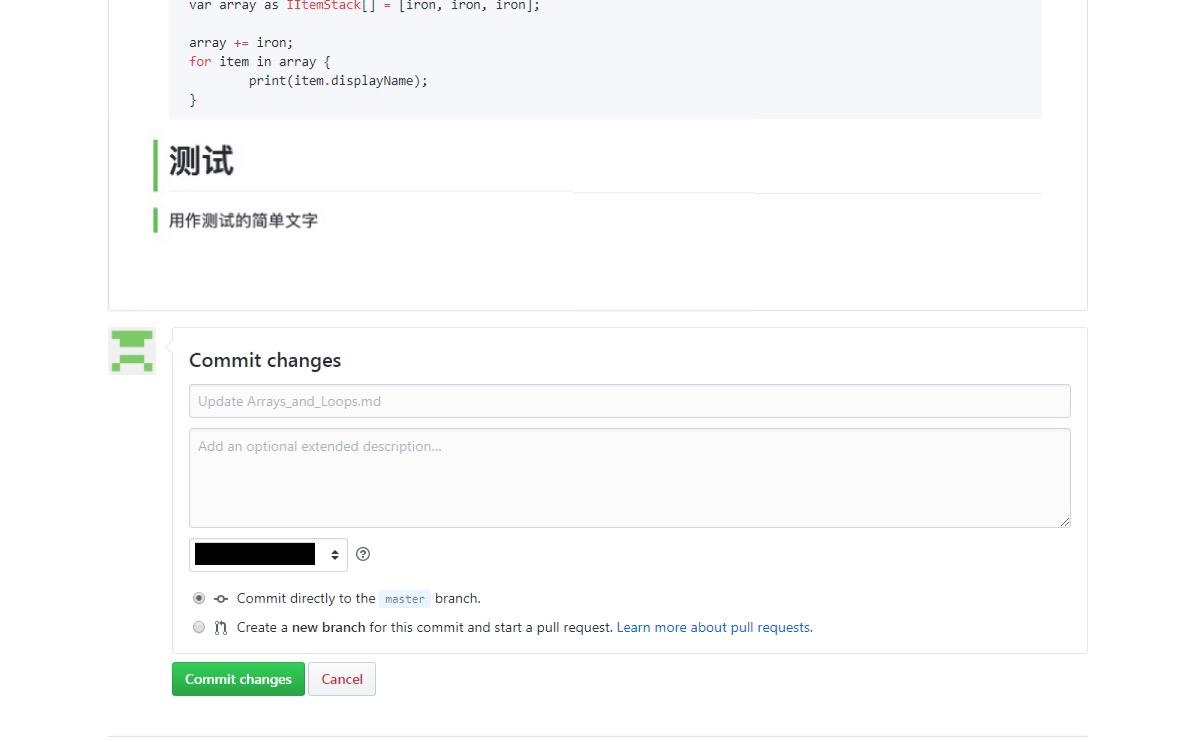 var array as IItemStack[] = [iron, iron, iron];
array += iron;
for item in array {
print(item.displayName);
}
测试
用作测试的简单文字
Commit changes
Update Arrays_and_Loops.md
Add an optional extended description...
Commit directly to the master branch.
Create a new branch for this commit and start a pull request. Learn more about pull requests.
Commit changes Cancel